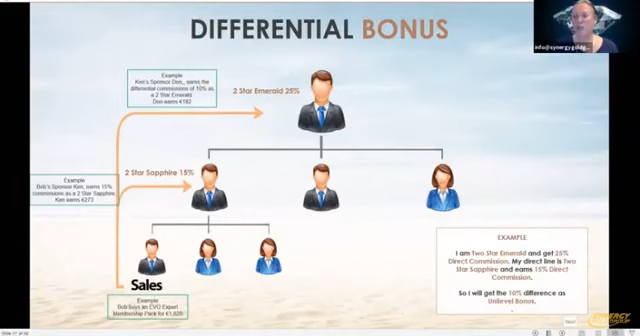 DIFFERENTIAL BONUS
info@synergygoldg...
Example
Ken's Sponsor Don, earns the
differential commissions of 10% as
a 2 Star Emerald
Don earns €182
2 Star Emerald 25%
Example
Bob's Sponsor Ken, earns 15%
commissions as a 2 Star Sapphire
Ken earns €273
2 Star Sapphire 15%
Sales
Example
Bob buys an EVO Expert
Membership Pack for €1,820
EXAMPLE
I am Two Star Emerald and get 25%
Direct Commission. My direct line is Two
Star Sapphire and earns 15% Direct
Commission.
So I will get the 10% difference as
Unilevel Bonus.
Next
SYNERGY